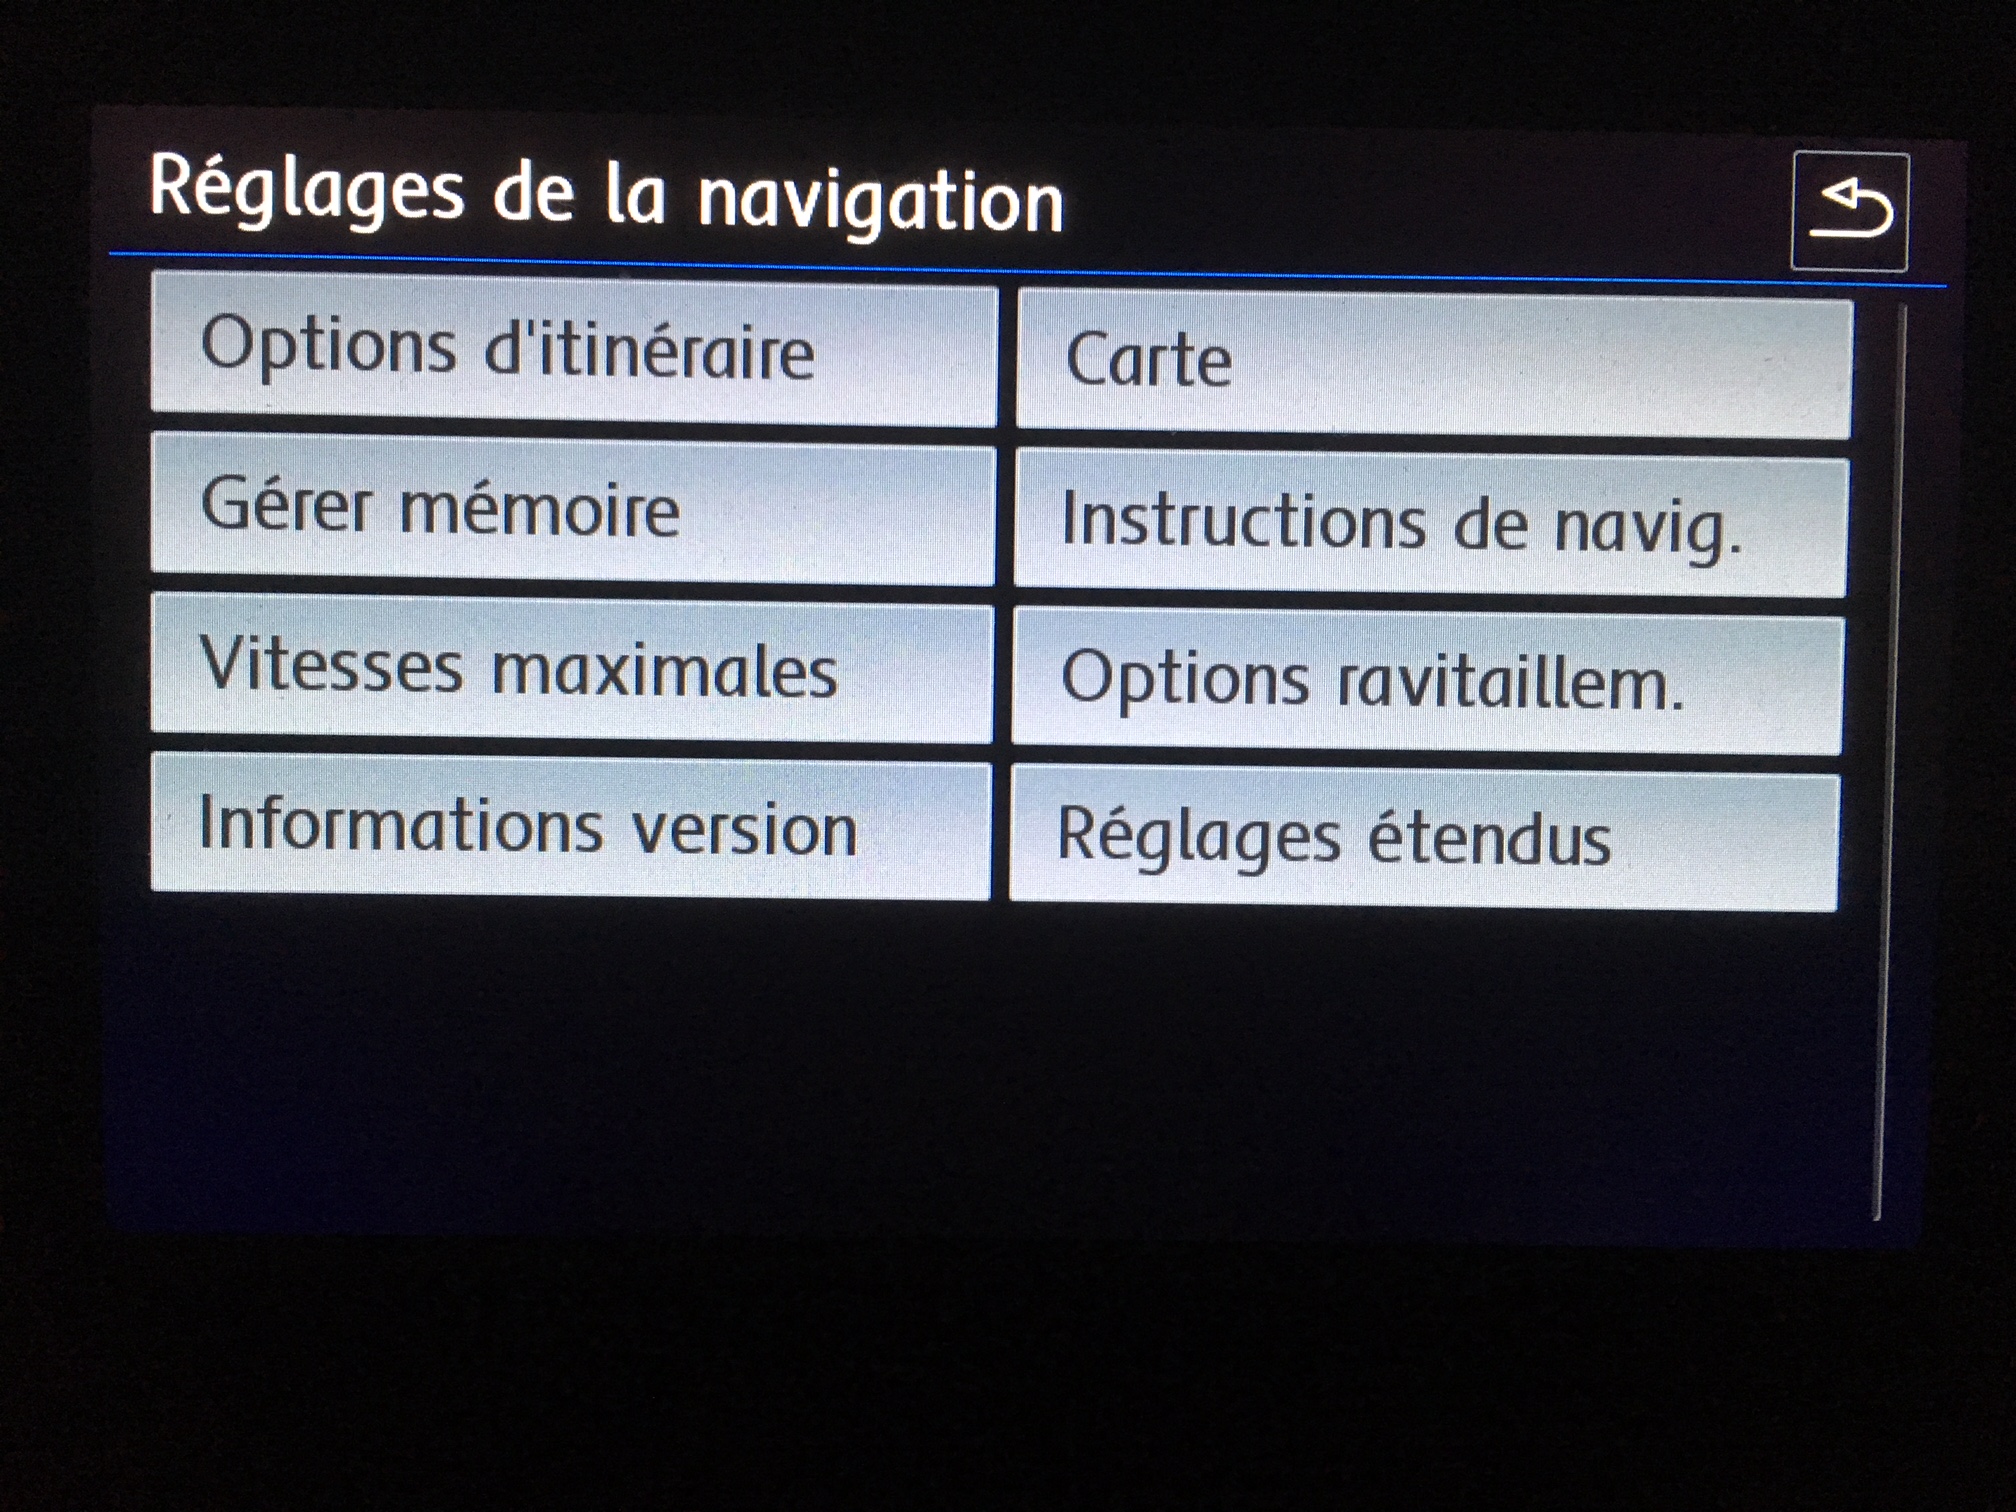 Réglages de la navigation
Options d'itinéraire
Carte
Gérer mémoire
Instructions de navig.
Vitesses maximales
Options ravitaillem.
Informations version
Réglages étendus